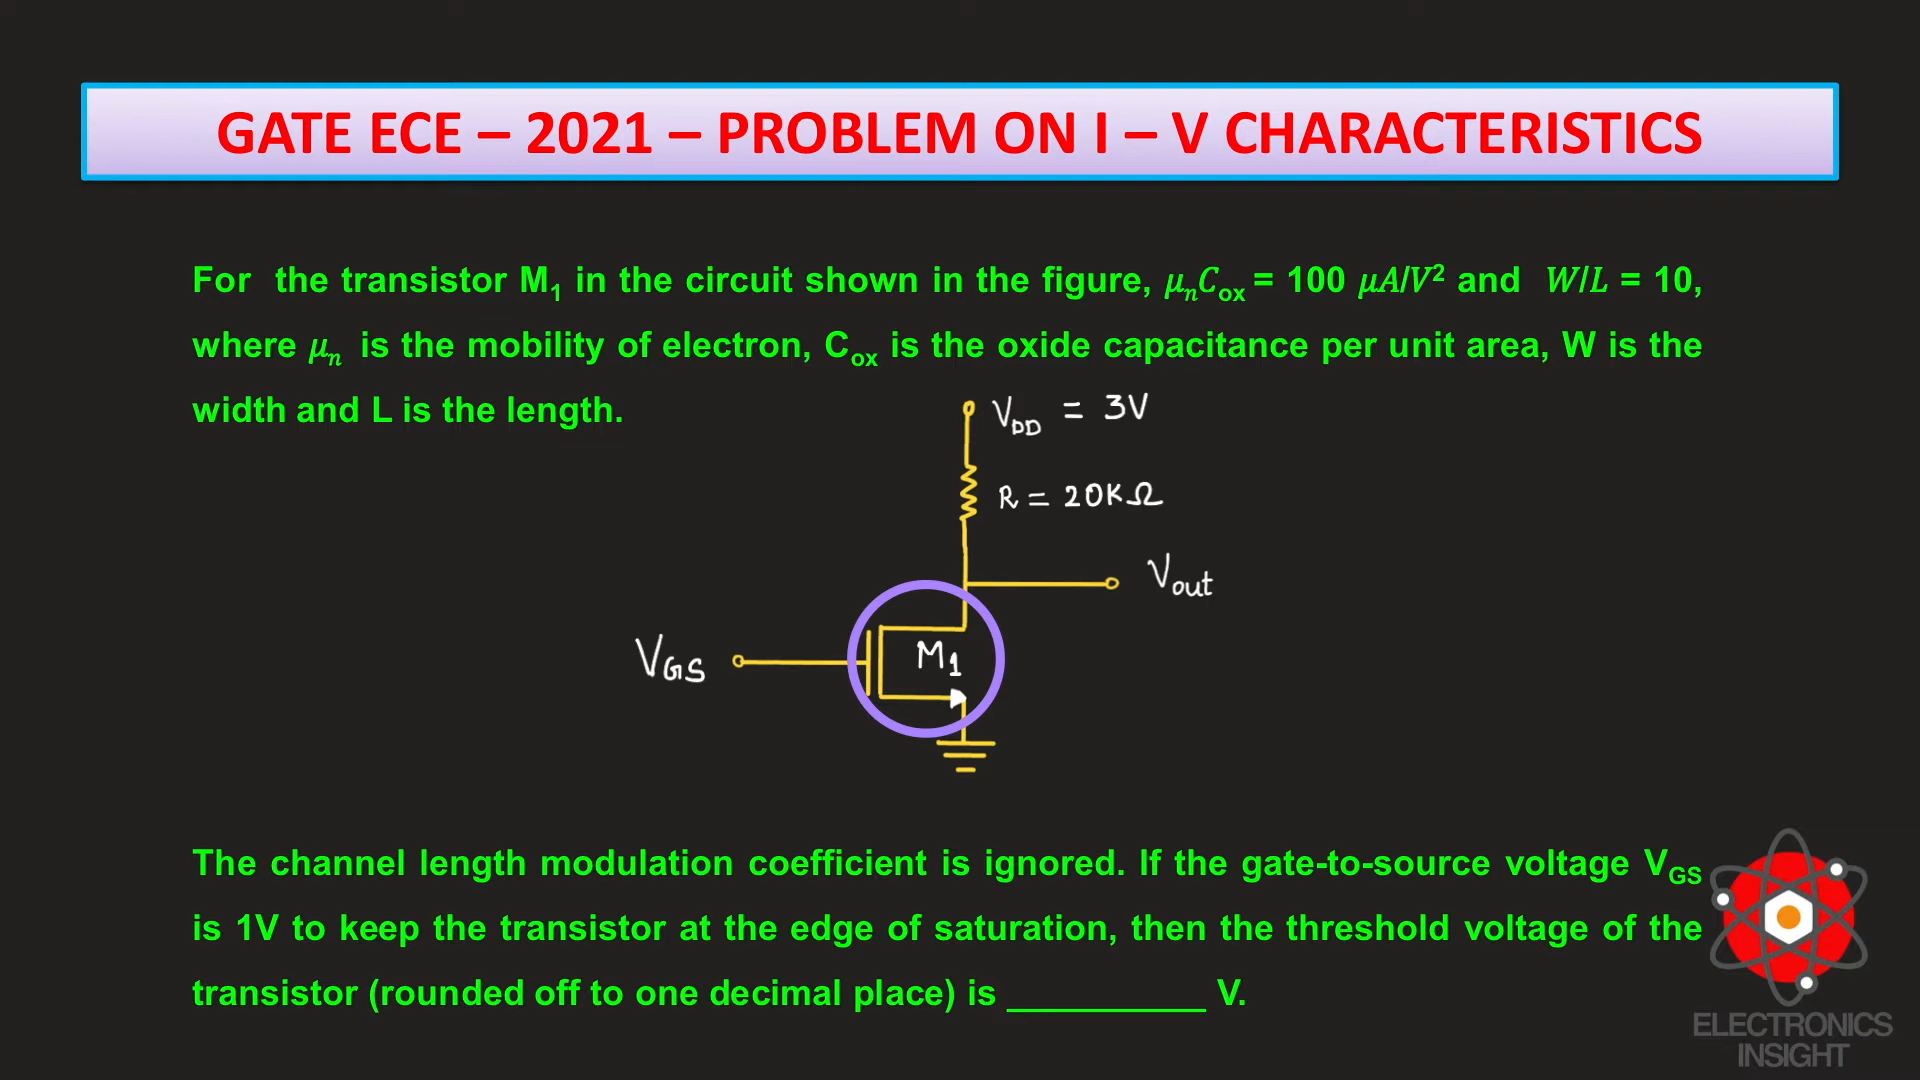 GATE ECE – 2021 – PROBLEM ON I – V CHARACTERISTICS
For the transistor M₁ in the circuit shown in the figure, 𝜇ₙ𝐶ox = 100 𝜇𝐴/𝑉² and 𝑊/𝐿 = 10,
where 𝜇ₙ is the mobility of electron, Cox is the oxide capacitance per unit area, W is the
width and L is the length.
VDD = 3V
R = 20KΩ
Vout
VGS
M1
The channel length modulation coefficient is ignored. If the gate-to-source voltage VGS
is 1V to keep the transistor at the edge of saturation, then the threshold voltage of the
transistor (rounded off to one decimal place) is __________ V.
ELECTRONICS
INSIGHT